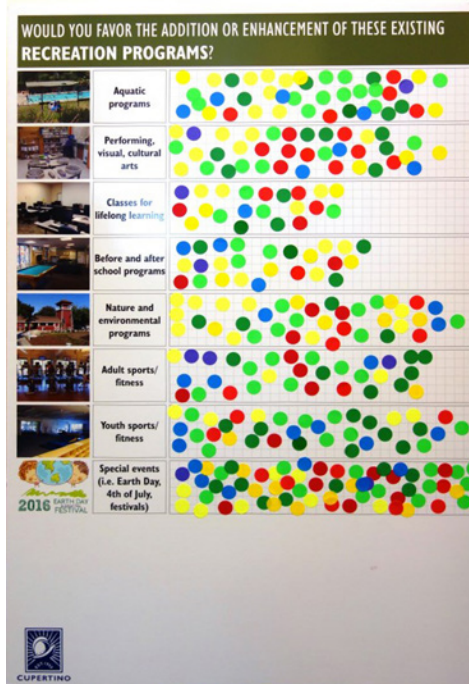 WOULD YOU FAVOR THE ADDITION OR ENHANCEMENT OF THESE EXISTING
RECREATION PROGRAMS?
Aquatic
programs
Performing,
visual, cultural
arts
Classes for
lifelong learning
Before and after
school programs
Nature and
environmental
programs
Adult sports/
fitness
Youth sports/
fitness
Special events
(i.e. Earth Day,
4th of July,
festivals)
2016 EARTH DAY
FESTIVAL
CUPERTINO